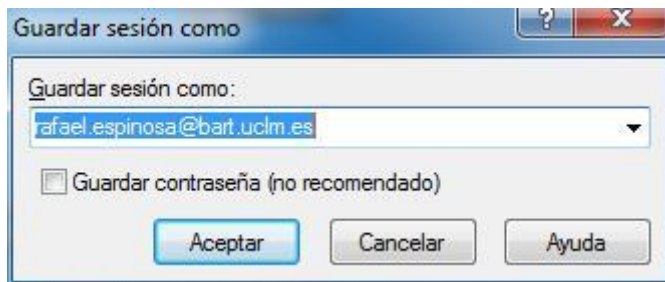 Guardar sesión como
Guardar sesión como:
rafael.espinosa@bart.uclm.es
Guardar contraseña (no recomendado)
Aceptar Cancelar Ayuda